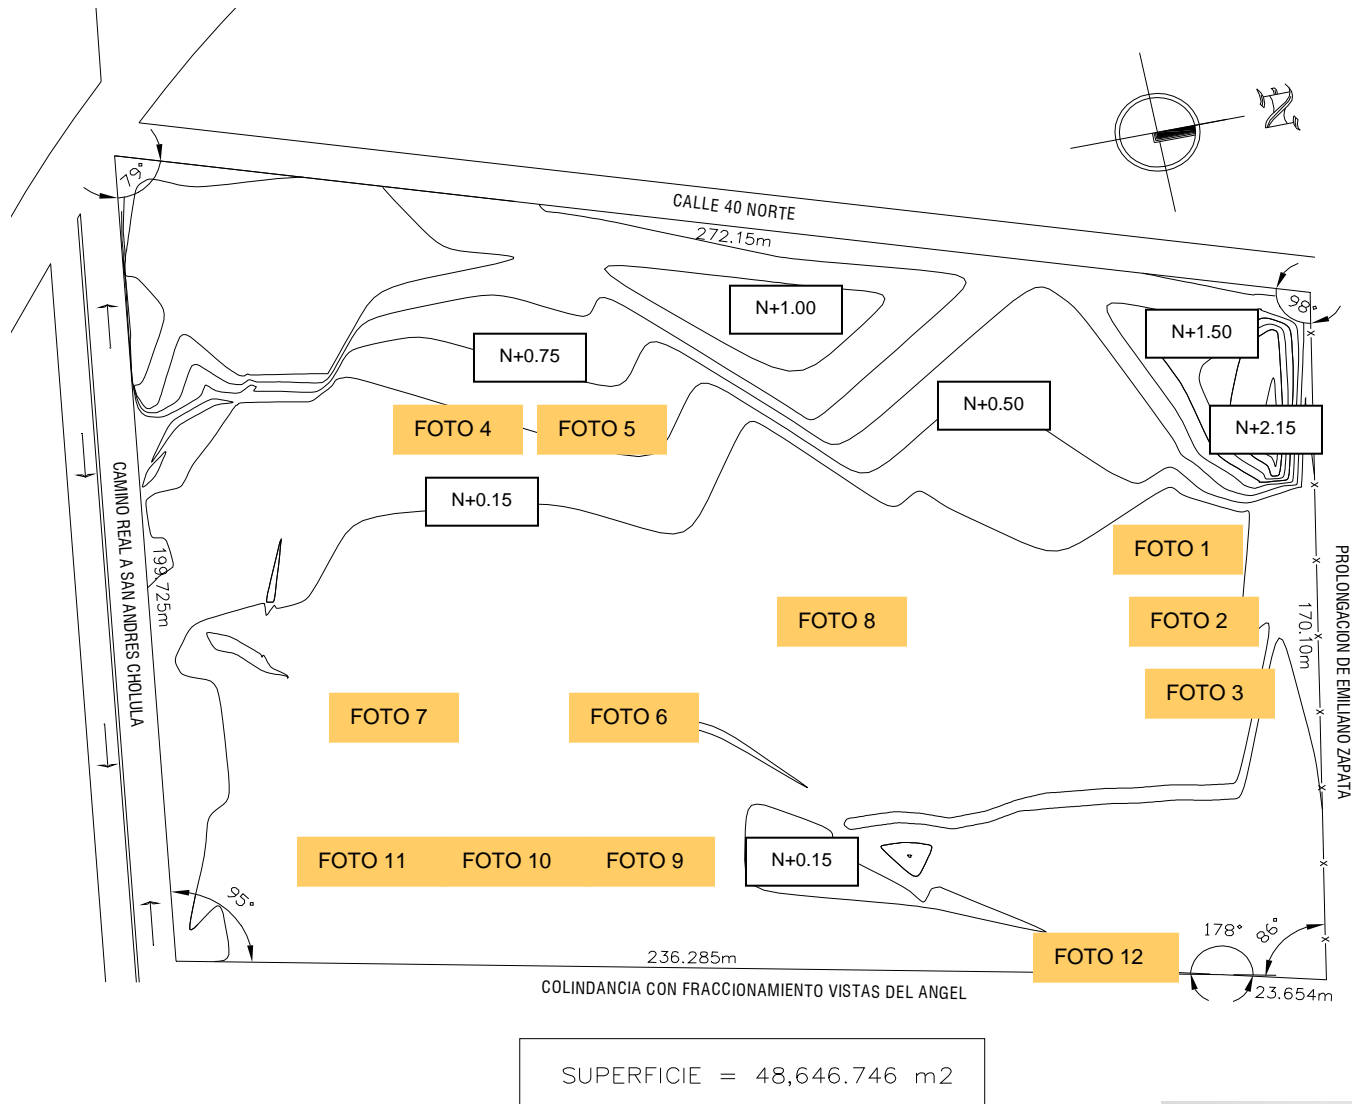 N
79°
CALLE 40 NORTE
272.15m
98°
N+1.00
N+1.50
N+0.75
N+0.50
N+2.15
FOTO 4
FOTO 5
N+0.15
CAMINO REAL A SAN ANDRES CHOLULA
199.725m
FOTO 1
PROLONGACION DE EMILIANO ZAPATA
170.10m
FOTO 8
FOTO 2
FOTO 3
FOTO 7
FOTO 6
FOTO 11
FOTO 10
FOTO 9
N+0.15
95°
178°
86°
236.285m
FOTO 12
COLINDANCIA CON FRACCIONAMIENTO VISTAS DEL ANGEL
23.654m
SUPERFICIE = 48,646.746 m2